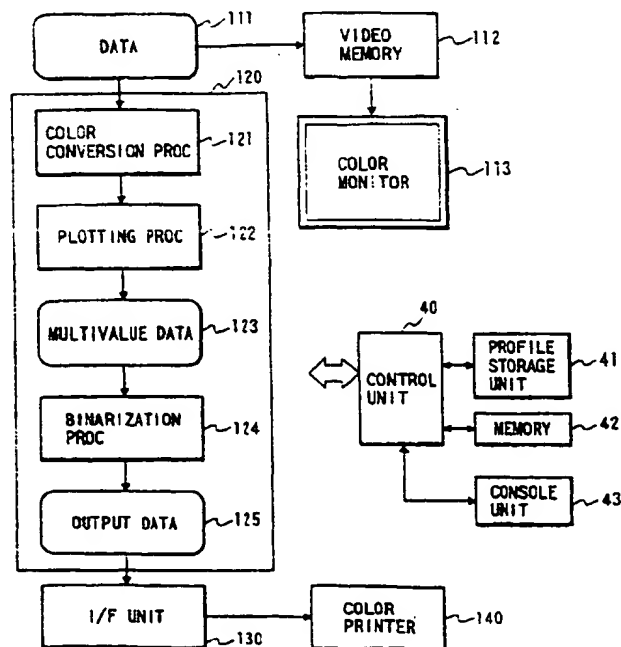 111
DATA
VIDEO
MEMORY
112
120
COLOR
CONVERSION PROC
121
COLOR
MONITOR
113
PLOTTING PROC
122
MULTIVALUE DATA
123
40
CONTROL
UNIT
PROFILE
STORAGE
UNIT
41
MEMORY
42
BINARIZATION
PROC
124
CONSOLE
UNIT
43
OUTPUT DATA
125
I/F UNIT
130
COLOR
PRINTER
140